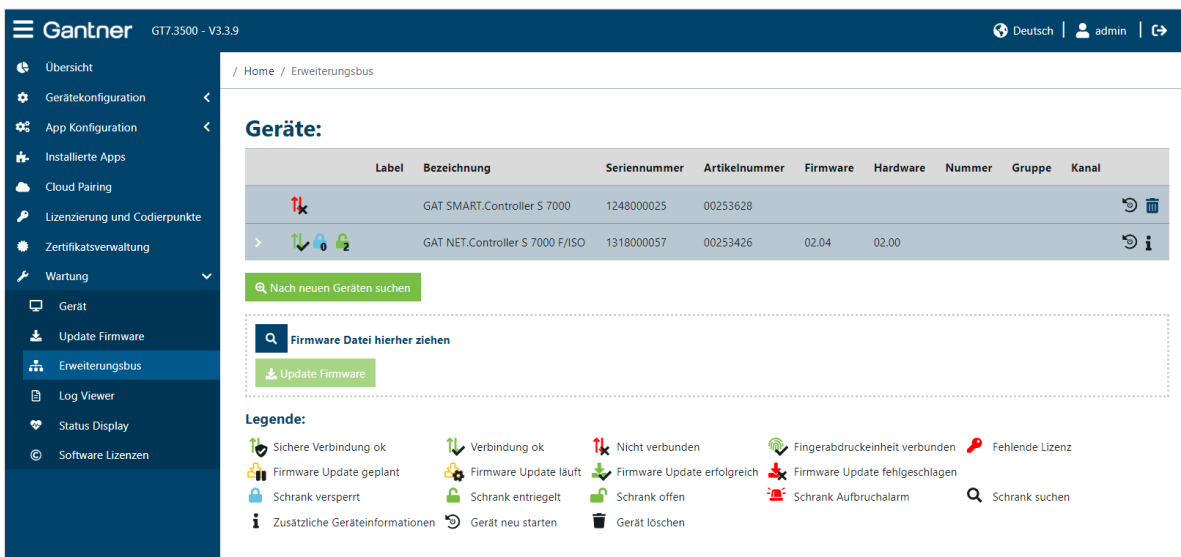 Gantner GT7.3500 - V3.3.9 Deutsch admin
Übersicht
Gerätekonfiguration
App Konfiguration
Installierte Apps
Cloud Pairing
Lizenzierung und Codierpunkte
Zertifikatsverwaltung
Wartung
Gerät
Update Firmware
Erweiterungsbus
Log Viewer
Status Display
Software Lizenzen
/ Home / Erweiterungsbus
Geräte:
Label Bezeichnung Seriennummer Artikelnummer Firmware Hardware Nummer Gruppe Kanal
GAT SMART.Controller S 7000 1248000025 00253628
0 2 GAT NET.Controller S 7000 F/ISO 1318000057 00253426 02.04 02.00
Nach neuen Geräten suchen
Firmware Datei hierher ziehen
Update Firmware
Legende:
Sichere Verbindung ok Verbindung ok Nicht verbunden Fingerabdruckeinheit verbunden Fehlende Lizenz
Firmware Update geplant Firmware Update läuft Firmware Update erfolgreich Firmware Update fehlgeschlagen
Schrank versperrt Schrank entriegelt Schrank offen Schrank Aufbruchalarm Schrank suchen
Zusätzliche Geräteinformationen Gerät neu starten Gerät löschen